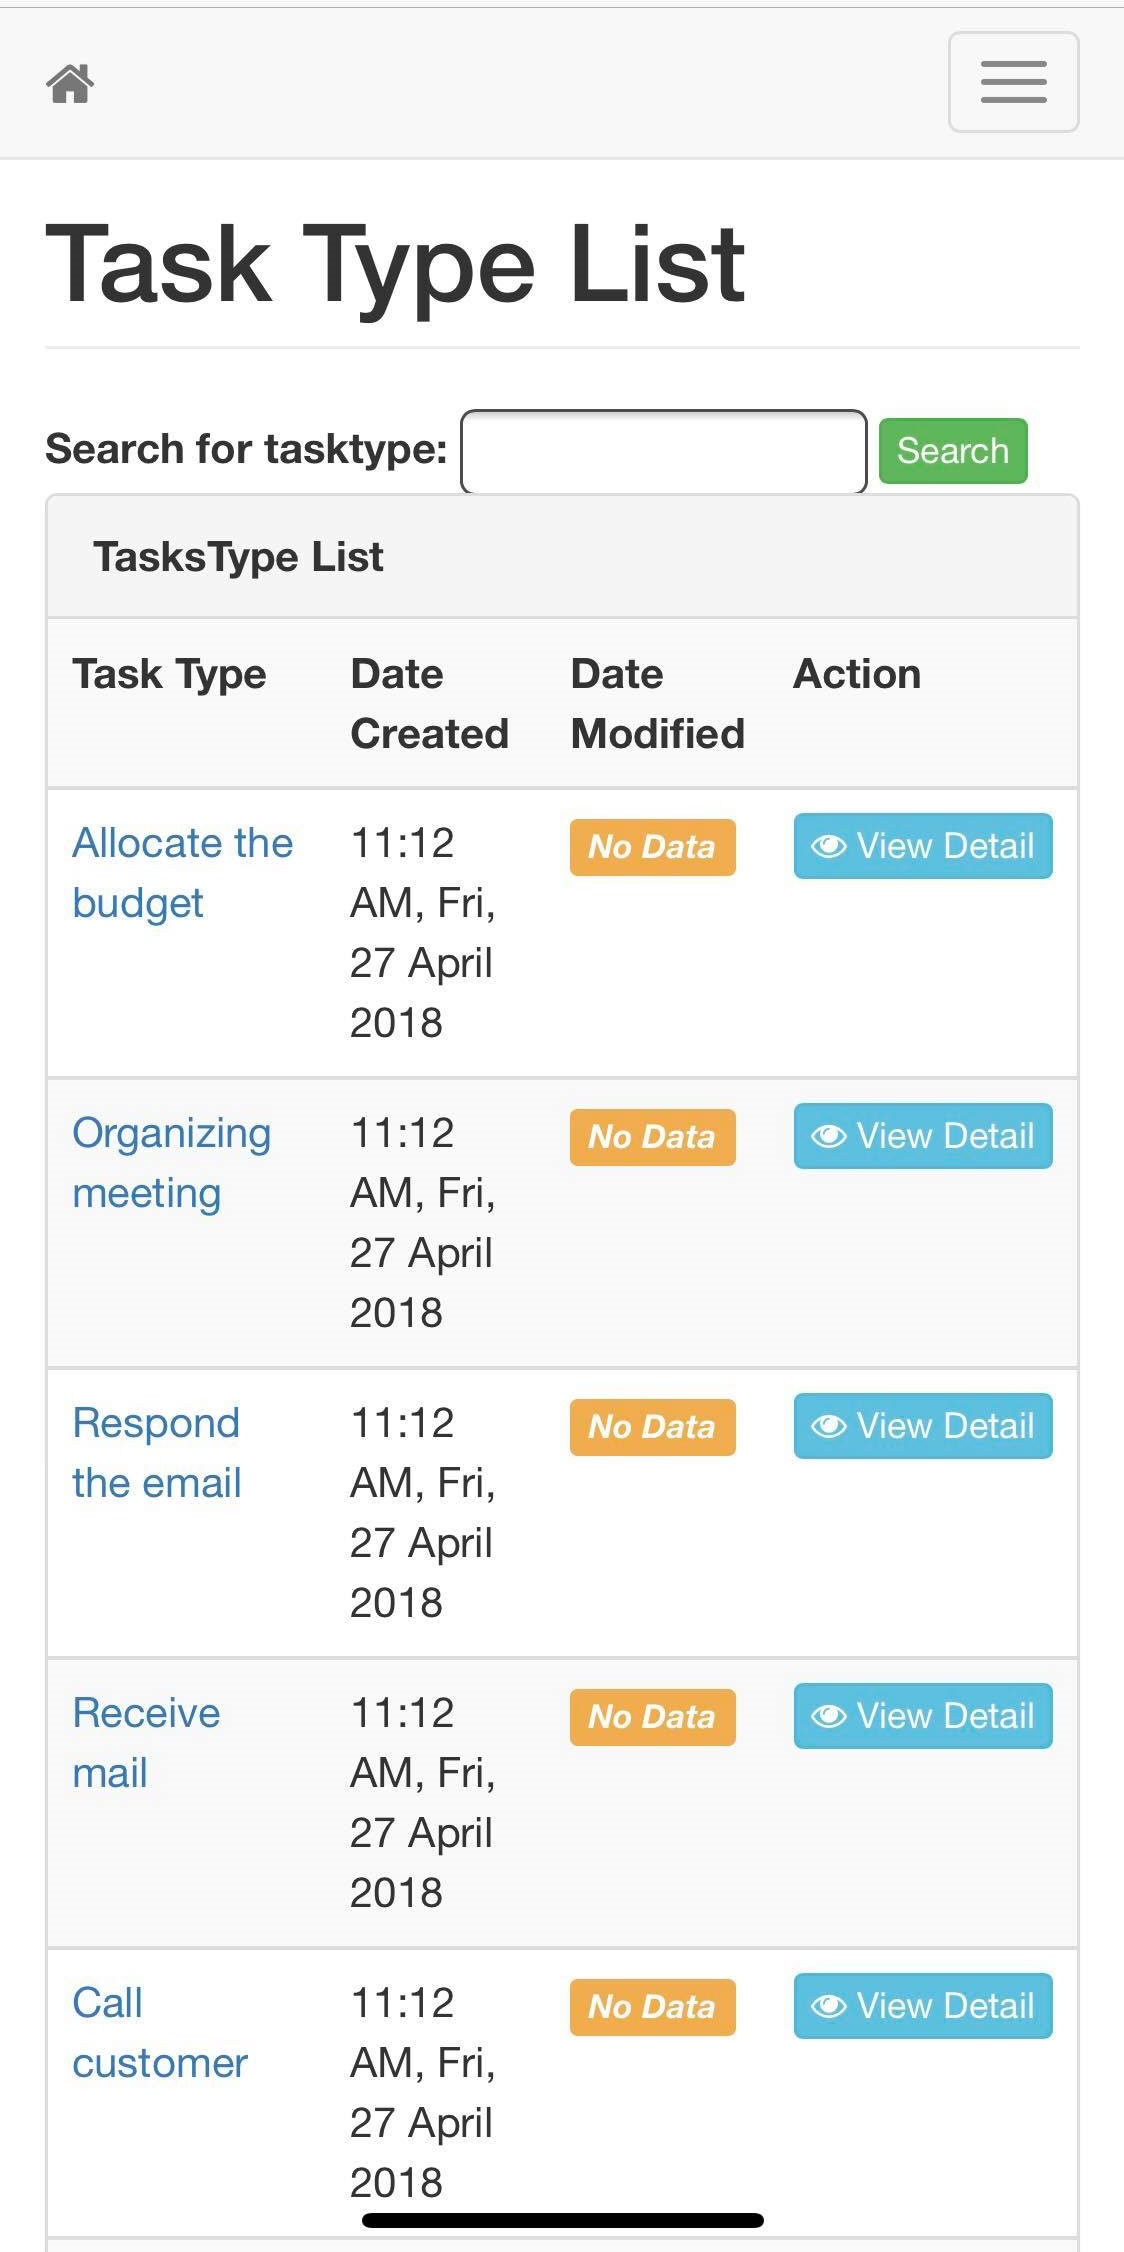 Task Type List
Search for tasktype: Search
TasksType List
Task Type Date Date Action
Created Modified
Allocate the 11:12 No Data View Detail
budget AM, Fri,
27 April
2018
Organizing 11:12 No Data View Detail
meeting AM, Fri,
27 April
2018
Respond 11:12 No Data View Detail
the email AM, Fri,
27 April
2018
Receive 11:12 No Data View Detail
mail AM, Fri,
27 April
2018
Call 11:12 No Data View Detail
customer AM, Fri,
27 April
2018